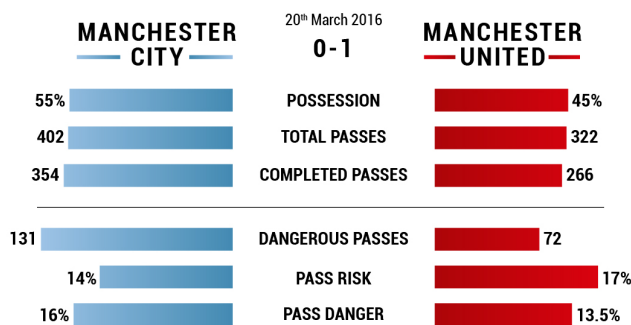 20th March 2016
MANCHESTER CITY
0-1
MANCHESTER UNITED
55% POSSESSION 45%
402 TOTAL PASSES 322
354 COMPLETED PASSES 266
131 DANGEROUS PASSES 72
14% PASS RISK 17%
16% PASS DANGER 13.5%